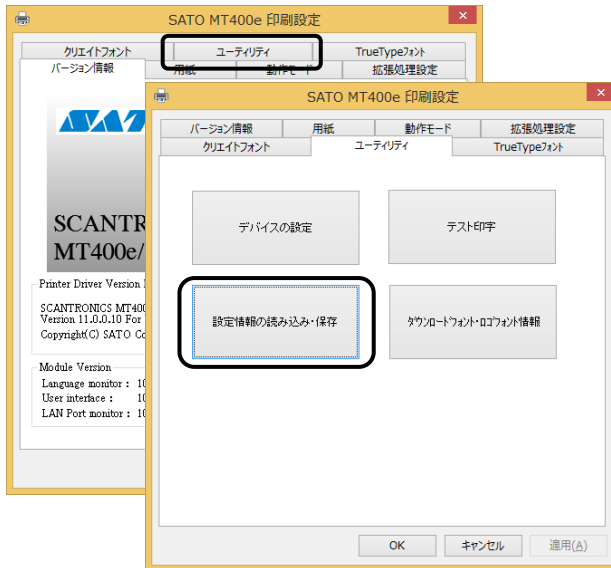 SATO MT400e 印刷設定
クリエイトフォント
ユーティリティ
TrueTypeフォント
バージョン情報
用紙
動作モード
拡張処理設定
SATO
SCANTR
MT400e/
Printer Driver Version
SCANTRONICS MT400
Version 11.0.0.10 For
Copyright(C) SATO Co
Module Version
Language monitor : 10
User interface : 10
LAN Port monitor : 10
SATO MT400e 印刷設定
バージョン情報
用紙
動作モード
拡張処理設定
クリエイトフォント
ユーティリティ
TrueTypeフォント
デバイスの設定
テスト印字
設定情報の読み込み・保存
ダウンロードフォント・ロゴフォント情報
OK
キャンセル
適用(A)